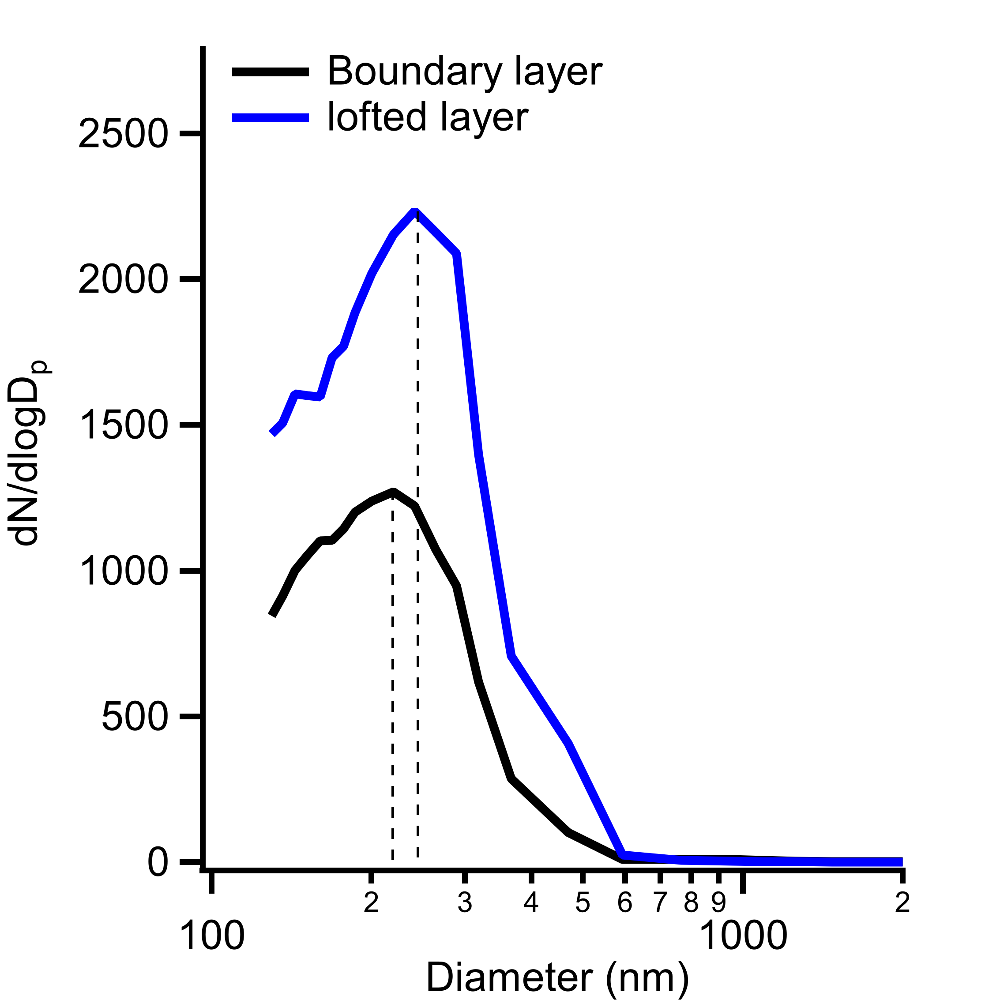 Boundary layer
lofted layer
2500
2000
1500
1000
500
0
dN/dlogDp
2 3 4 5 6 7 8 9 2
100 1000
Diameter (nm)